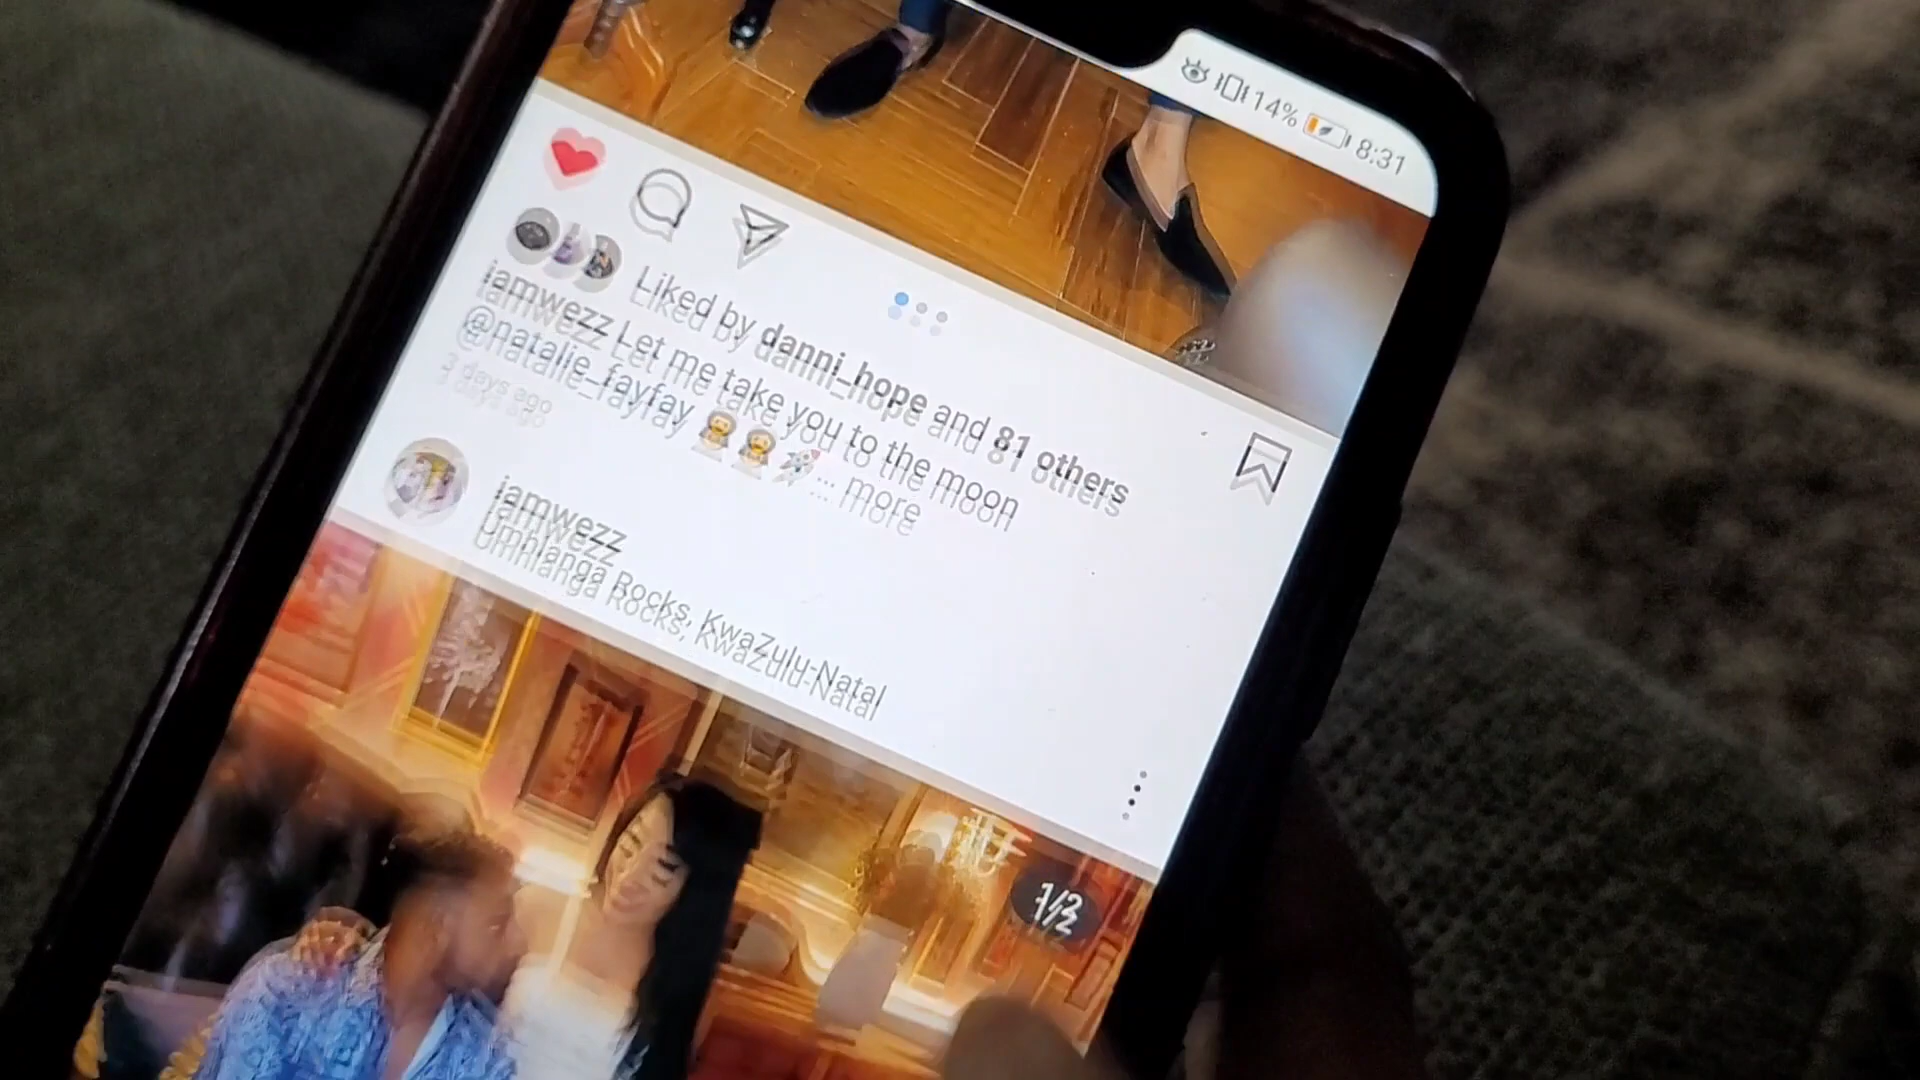 14% 8:31
Liked by danni_hope and 81 others
iamwezz Let me take you to the moon
@natalie_fayfay 👩‍🚀👩‍🚀🚀... more
3 days ago
iamwezz
Umhlanga Rocks, KwaZulu-Natal
1/2